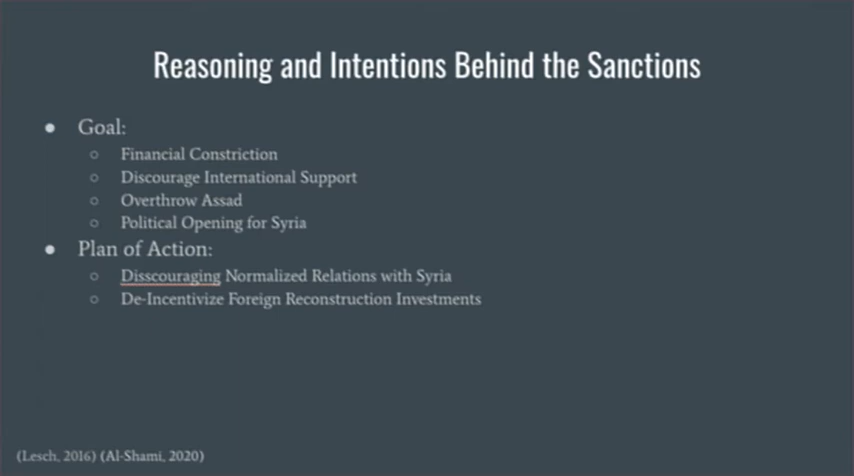 Reasoning and Intentions Behind the Sanctions
● Goal:
○ Financial Constriction
○ Discourage International Support
○ Overthrow Assad
○ Political Opening for Syria
● Plan of Action:
○ Disscouraging Normalized Relations with Syria
○ De-Incentivize Foreign Reconstruction Investments
(Lesch, 2016) (Al-Shami, 2020)